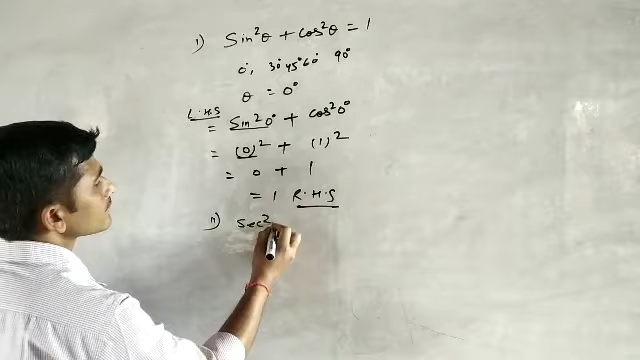 1) Sin²θ + cos²θ = 1
0°, 30° 45° 60° 90°
θ = 0°
L.H.S
= Sin²0° + cos²0°
= (0)² + (1)²
= 0 + 1
= 1 R.H.S
11) Sec²